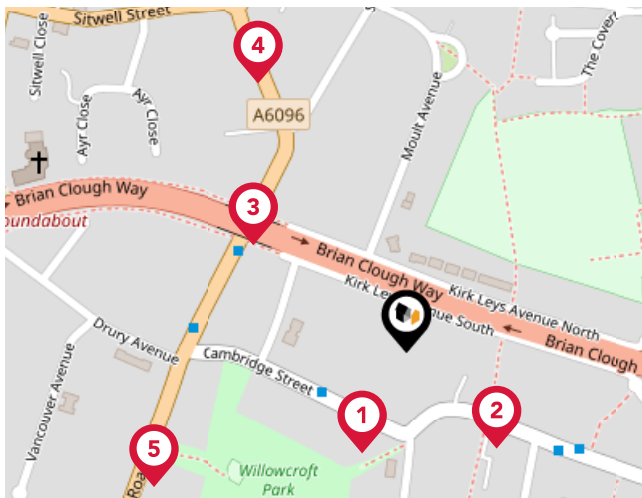 Sitwell Street
Sitwell Close
4
The Covert
A6096
Ayr Close
Ayr Close
Moult Avenue
Brian Clough Way
3
oundabout
Brian Clough Way
Kirk Leys Avenue North
Kirk Leys Avenue South
Brian Clough
Drury Avenue
Cambridge Street
Vancouver Avenue
1
2
5
Willowcroft
Park
Roa